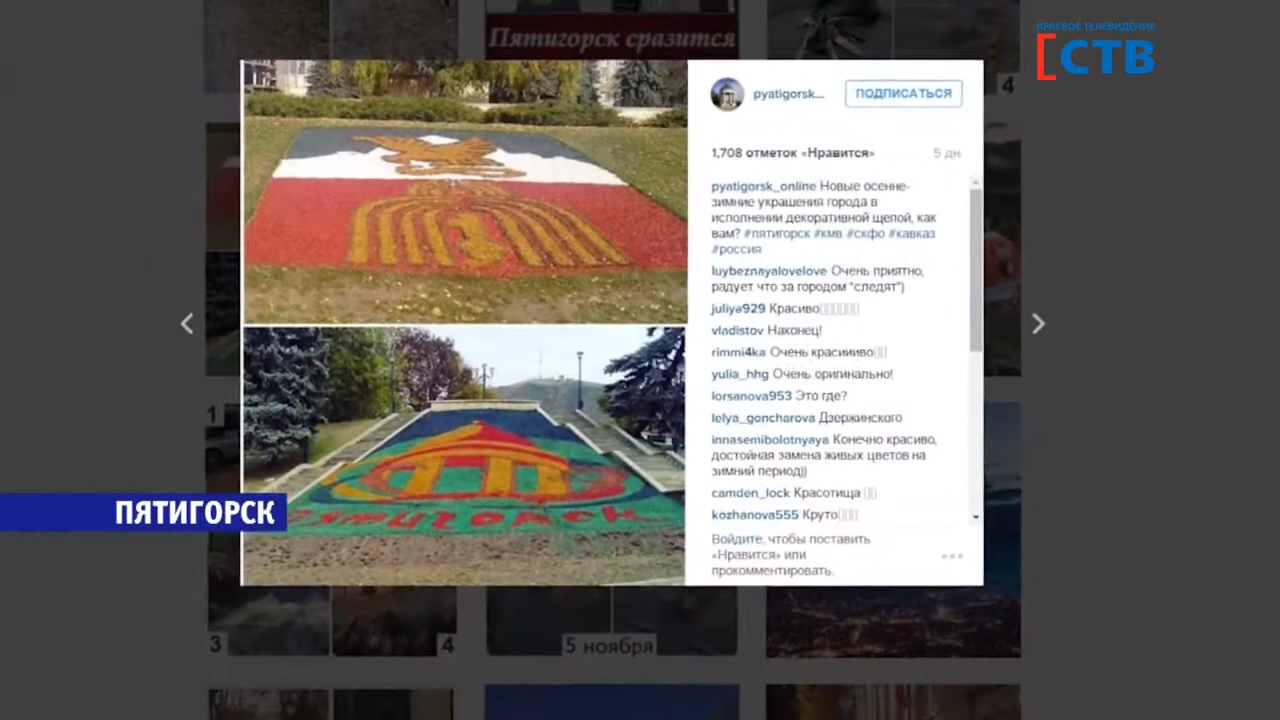 Пятигорск сразится
КРАЕВОЕ ТЕЛЕВИДЕНИЕ
СТВ
4
pyatigorsk...
ПОДПИСАТЬСЯ
1,708 отметок «Нравится»
5 дн.
pyatigorsk_online Новые осенне-
зимние украшения города в
исполнении декоративной щепой, как
вам? #пятигорск #кмв #скфо #кавказ
#россия
luybeznayalovelove Очень приятно,
радует что за городом "следят")
juliya929 Красиво
vladistov Наконец!
rimmi4ka Очень красиииво
yulia_hhg Очень оригинально!
lorsanova953 Это где?
lelya_goncharova Дзержинского
innasemibolotnyaya Конечно красиво,
достойная замена живых цветов на
зимний период))
camden_lock Красотища
kozhanova555 Круто
Войдите, чтобы поставить
«Нравится» или
прокомментировать.
1
ПЯТИГОРСК
пятигорск
3
4
5 ноября